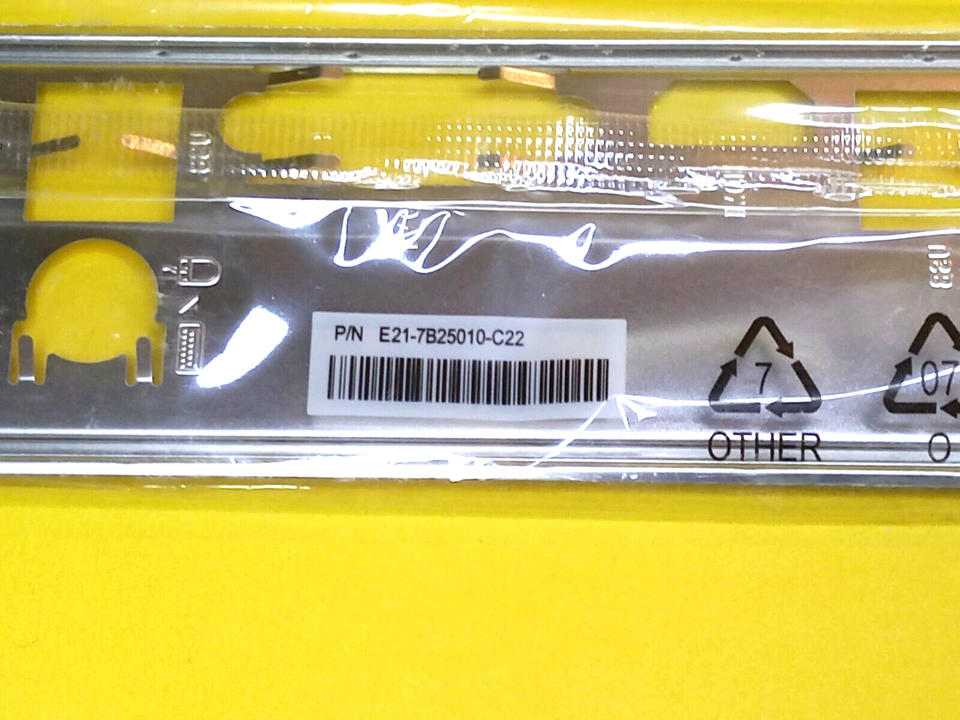 P/N E21-7B25010-C22
7
OTHER
07
O